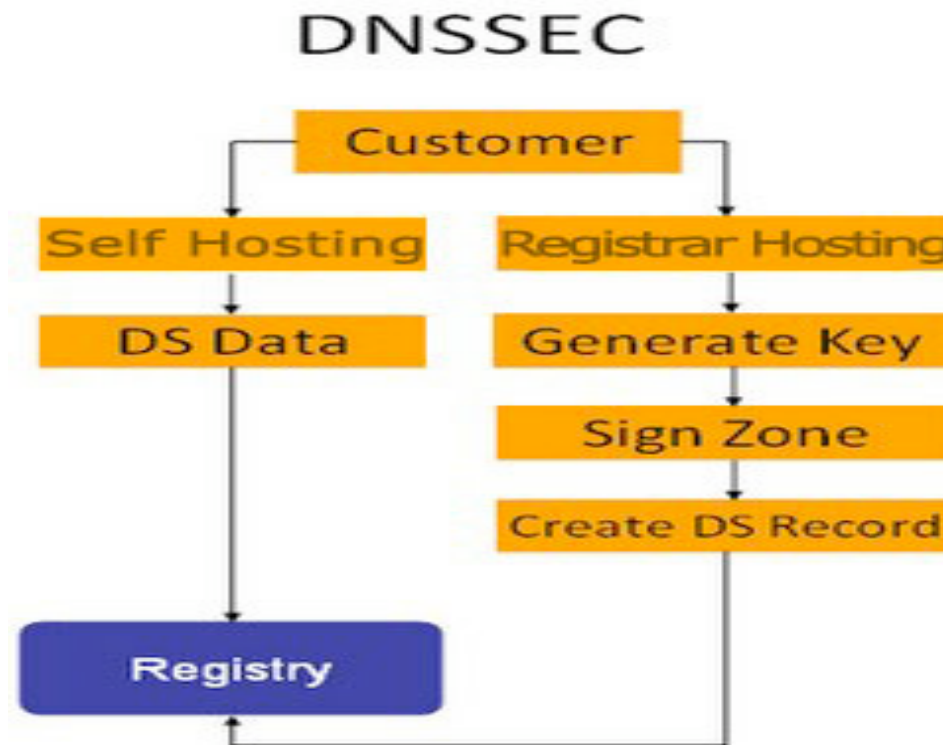 DNSSEC
Customer
Self Hosting
Registrar Hosting
DS Data
Generate Key
Sign Zone
Create DS Record
Registry